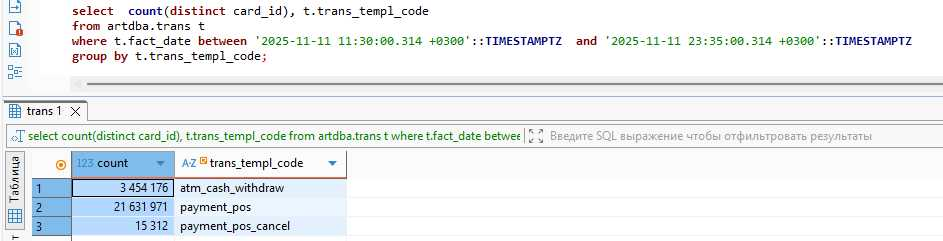 select  count(distinct card_id), t.trans_templ_code
from artdba.trans t
where t.fact_date between '2025-11-11 11:30:00.314 +0300'::TIMESTAMPTZ  and '2025-11-11 23:35:00.314 +0300'::TIMESTAMPTZ
group by t.trans_templ_code;
trans 1
select count(distinct card_id), t.trans_templ_code from artdba.trans t where t.fact_date betwee
Введите SQL выражение чтобы отфильтровать результаты
Таблица
123 count A-Z trans_templ_code
1 3 454 176 atm_cash_withdraw
2 21 631 971 payment_pos
3 15 312 payment_pos_cancel